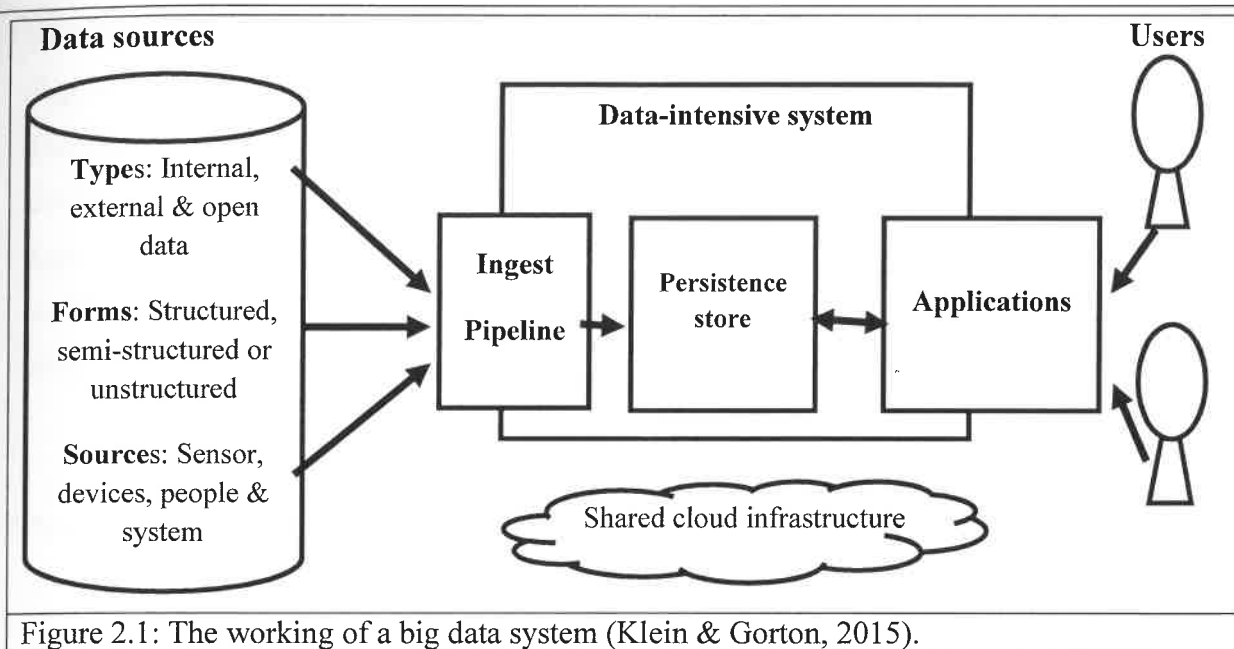 Data sources
Users
Types: Internal,
external & open
data
Forms: Structured,
semi-structured or
unstructured
Sources: Sensor,
devices, people &
system
Data-intensive system
Ingest
Pipeline
Persistence
store
Applications
Shared cloud infrastructure
Figure 2.1: The working of a big data system (Klein & Gorton, 2015).